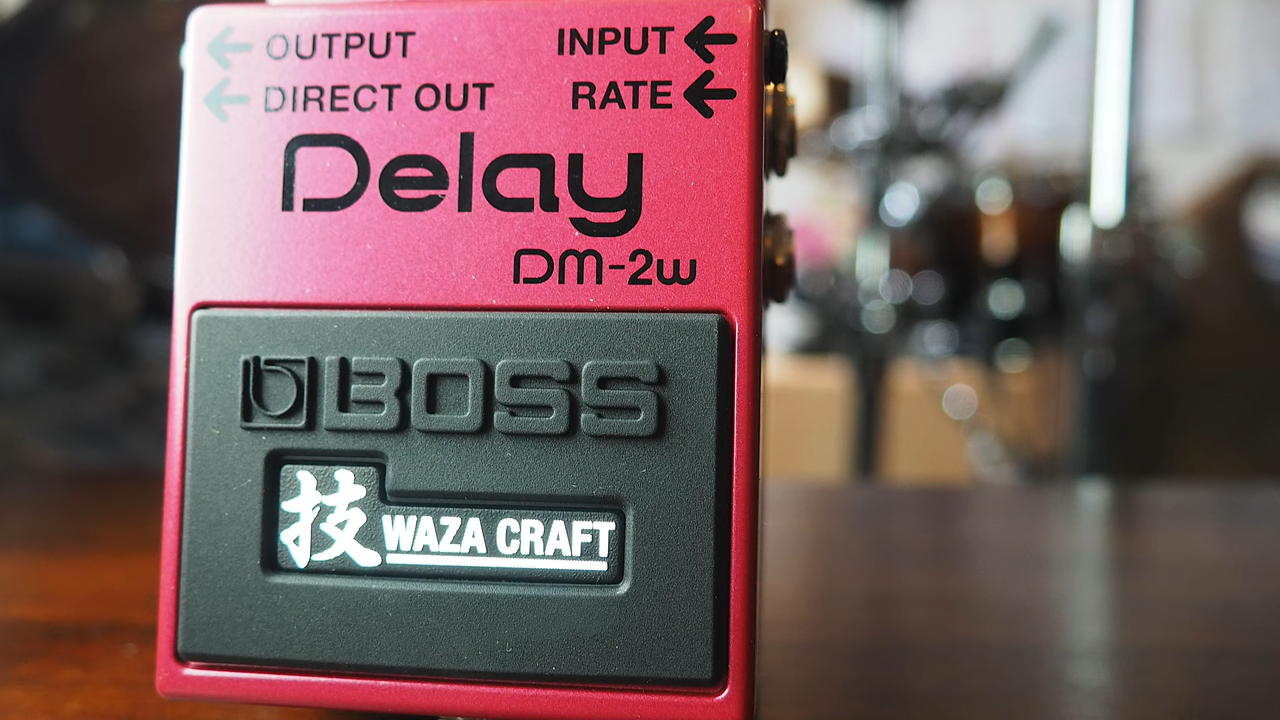 ← OUTPUT INPUT ←
← DIRECT OUT RATE ←
Delay
DM-2w
BOSS
技 WAZA CRAFT